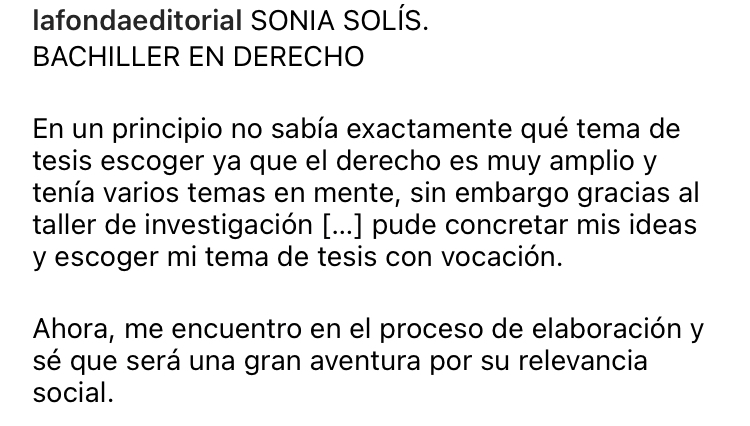 lafondaeditorial SONIA SOLÍS.
BACHILLER EN DERECHO
En un principio no sabía exactamente qué tema de
tesis escoger ya que el derecho es muy amplio y
tenía varios temas en mente, sin embargo gracias al
taller de investigación [...] pude concretar mis ideas
y escoger mi tema de tesis con vocación.
Ahora, me encuentro en el proceso de elaboración y
sé que será una gran aventura por su relevancia
social.